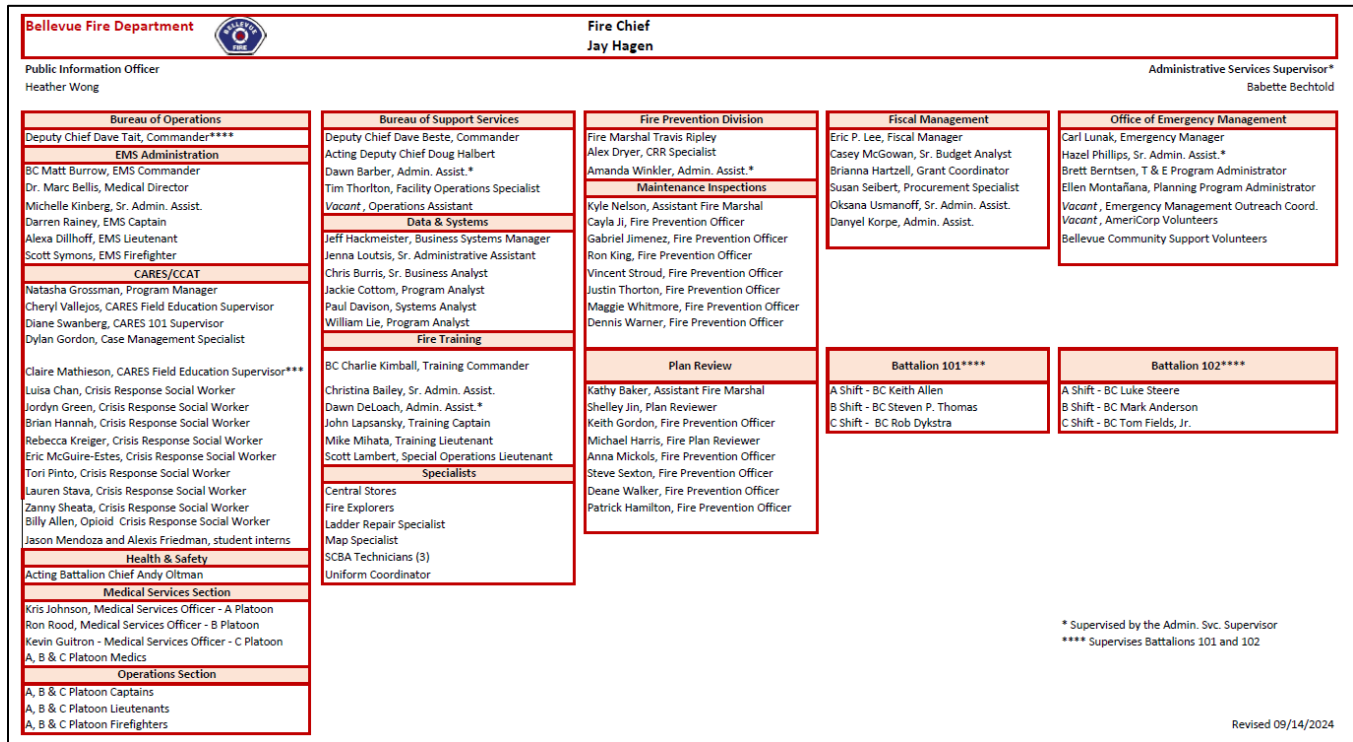 Bellevue Fire Department
BELLEVUE
FIRE
Fire Chief
Jay Hagen
Public Information Officer
Heather Wong
Administrative Services Supervisor*
Babette Bechtold
Bureau of Operations
Deputy Chief Dave Tait, Commander****
EMS Administration
BC Matt Burrow, EMS Commander
Dr. Marc Bellis, Medical Director
Michelle Kinberg, Sr. Admin. Assist.
Darren Rainey, EMS Captain
Alexa Dillhoff, EMS Lieutenant
Scott Symons, EMS Firefighter
CARES/CCAT
Natasha Grossman, Program Manager
Cheryl Vallejos, CARES Field Education Supervisor
Diane Swanberg, CARES 101 Supervisor
Dylan Gordon, Case Management Specialist
Claire Mathieson, CARES Field Education Supervisor***
Luisa Chan, Crisis Response Social Worker
Jordyn Green, Crisis Response Social Worker
Brian Hannah, Crisis Response Social Worker
Rebecca Kreiger, Crisis Response Social Worker
Eric McGuire-Estes, Crisis Response Social Worker
Tori Pinto, Crisis Response Social Worker
Lauren Stava, Crisis Response Social Worker
Zanny Sheata, Crisis Response Social Worker
Billy Allen, Opioid Crisis Response Social Worker
Jason Mendoza and Alexis Friedman, student interns
Health & Safety
Acting Battalion Chief Andy Oltman
Medical Services Section
Kris Johnson, Medical Services Officer - A Platoon
Ron Rood, Medical Services Officer - B Platoon
Kevin Guitron - Medical Services Officer - C Platoon
A, B & C Platoon Medics
Operations Section
A, B & C Platoon Captains
A, B & C Platoon Lieutenants
A, B & C Platoon Firefighters
Bureau of Support Services
Deputy Chief Dave Beste, Commander
Acting Deputy Chief Doug Halbert
Dawn Barber, Admin. Assist.*
Tim Thorlton, Facility Operations Specialist
Vacant , Operations Assistant
Data & Systems
Jeff Hackmeister, Business Systems Manager
Jenna Loutsis, Sr. Administrative Assistant
Chris Burris, Sr. Business Analyst
Jackie Cottom, Program Analyst
Paul Davison, Systems Analyst
William Lie, Program Analyst
Fire Training
BC Charlie Kimball, Training Commander
Christina Bailey, Sr. Admin. Assist.
Dawn DeLoach, Admin. Assist.*
John Lapsansky, Training Captain
Mike Mihata, Training Lieutenant
Scott Lambert, Special Operations Lieutenant
Specialists
Central Stores
Fire Explorers
Ladder Repair Specialist
Map Specialist
SCBA Technicians (3)
Uniform Coordinator
Fire Prevention Division
Fire Marshal Travis Ripley
Alex Dryer, CRR Specialist
Amanda Winkler, Admin. Assist.*
Maintenance Inspections
Kyle Nelson, Assistant Fire Marshal
Cayla Ji, Fire Prevention Officer
Gabriel Jimenez, Fire Prevention Officer
Ron King, Fire Prevention Officer
Vincent Stroud, Fire Prevention Officer
Justin Thorton, Fire Prevention Officer
Maggie Whitmore, Fire Prevention Officer
Dennis Warner, Fire Prevention Officer
Plan Review
Kathy Baker, Assistant Fire Marshal
Shelley Jin, Plan Reviewer
Keith Gordon, Fire Prevention Officer
Michael Harris, Fire Plan Reviewer
Anna Mickols, Fire Prevention Officer
Steve Sexton, Fire Prevention Officer
Deane Walker, Fire Prevention Officer
Patrick Hamilton, Fire Prevention Officer
Fiscal Management
Eric P. Lee, Fiscal Manager
Casey McGowan, Sr. Budget Analyst
Brianna Hartzell, Grant Coordinator
Susan Seibert, Procurement Specialist
Oksana Usmanoff, Sr. Admin. Assist.
Danyel Korpe, Admin. Assist.
Battalion 101****
A Shift - BC Keith Allen
B Shift - BC Steven P. Thomas
C Shift - BC Rob Dykstra
Office of Emergency Management
Carl Lunak, Emergency Manager
Hazel Phillips, Sr. Admin. Assist.*
Brett Berntsen, T & E Program Administrator
Ellen Montañana, Planning Program Administrator
Vacant , Emergency Management Outreach Coord.
Vacant , AmeriCorp Volunteers
Bellevue Community Support Volunteers
Battalion 102****
A Shift - BC Luke Steere
B Shift - BC Mark Anderson
C Shift - BC Tom Fields, Jr.
* Supervised by the Admin. Svc. Supervisor
**** Supervises Battalions 101 and 102
Revised 09/14/2024